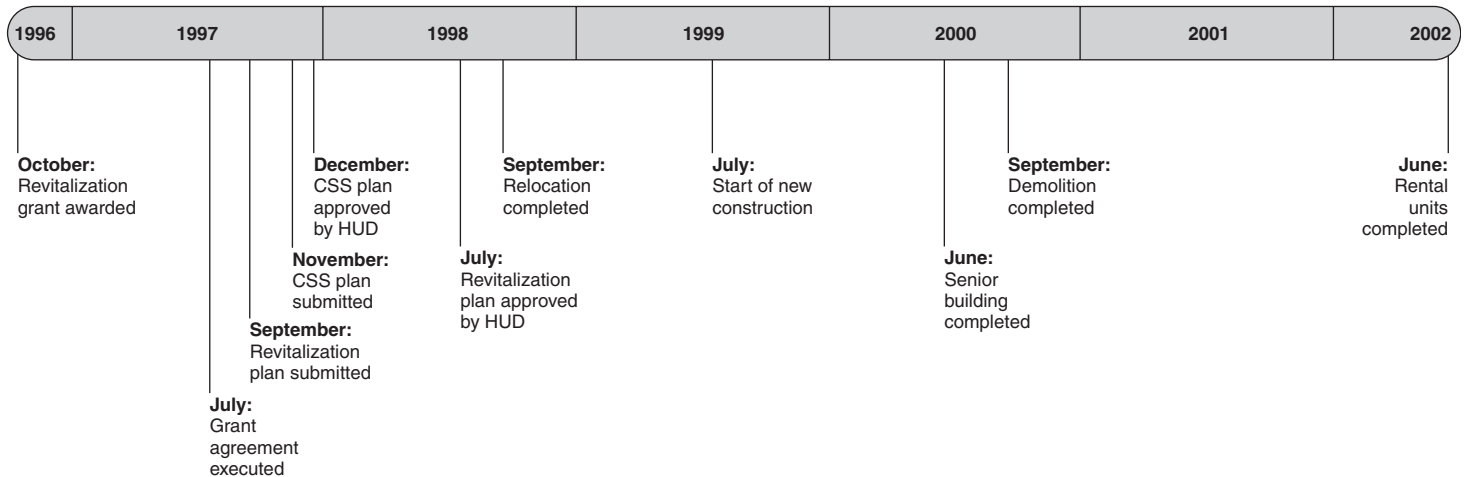 1996
1997
1998
1999
2000
2001
2002
October:
Revitalization
grant awarded
July:
Grant
agreement
executed
September:
Revitalization
plan submitted
November:
CSS plan
submitted
December:
CSS plan
approved
by HUD
July:
Revitalization
plan approved
by HUD
September:
Relocation
completed
July:
Start of new
construction
June:
Senior
building
completed
September:
Demolition
completed
June:
Rental
units
completed